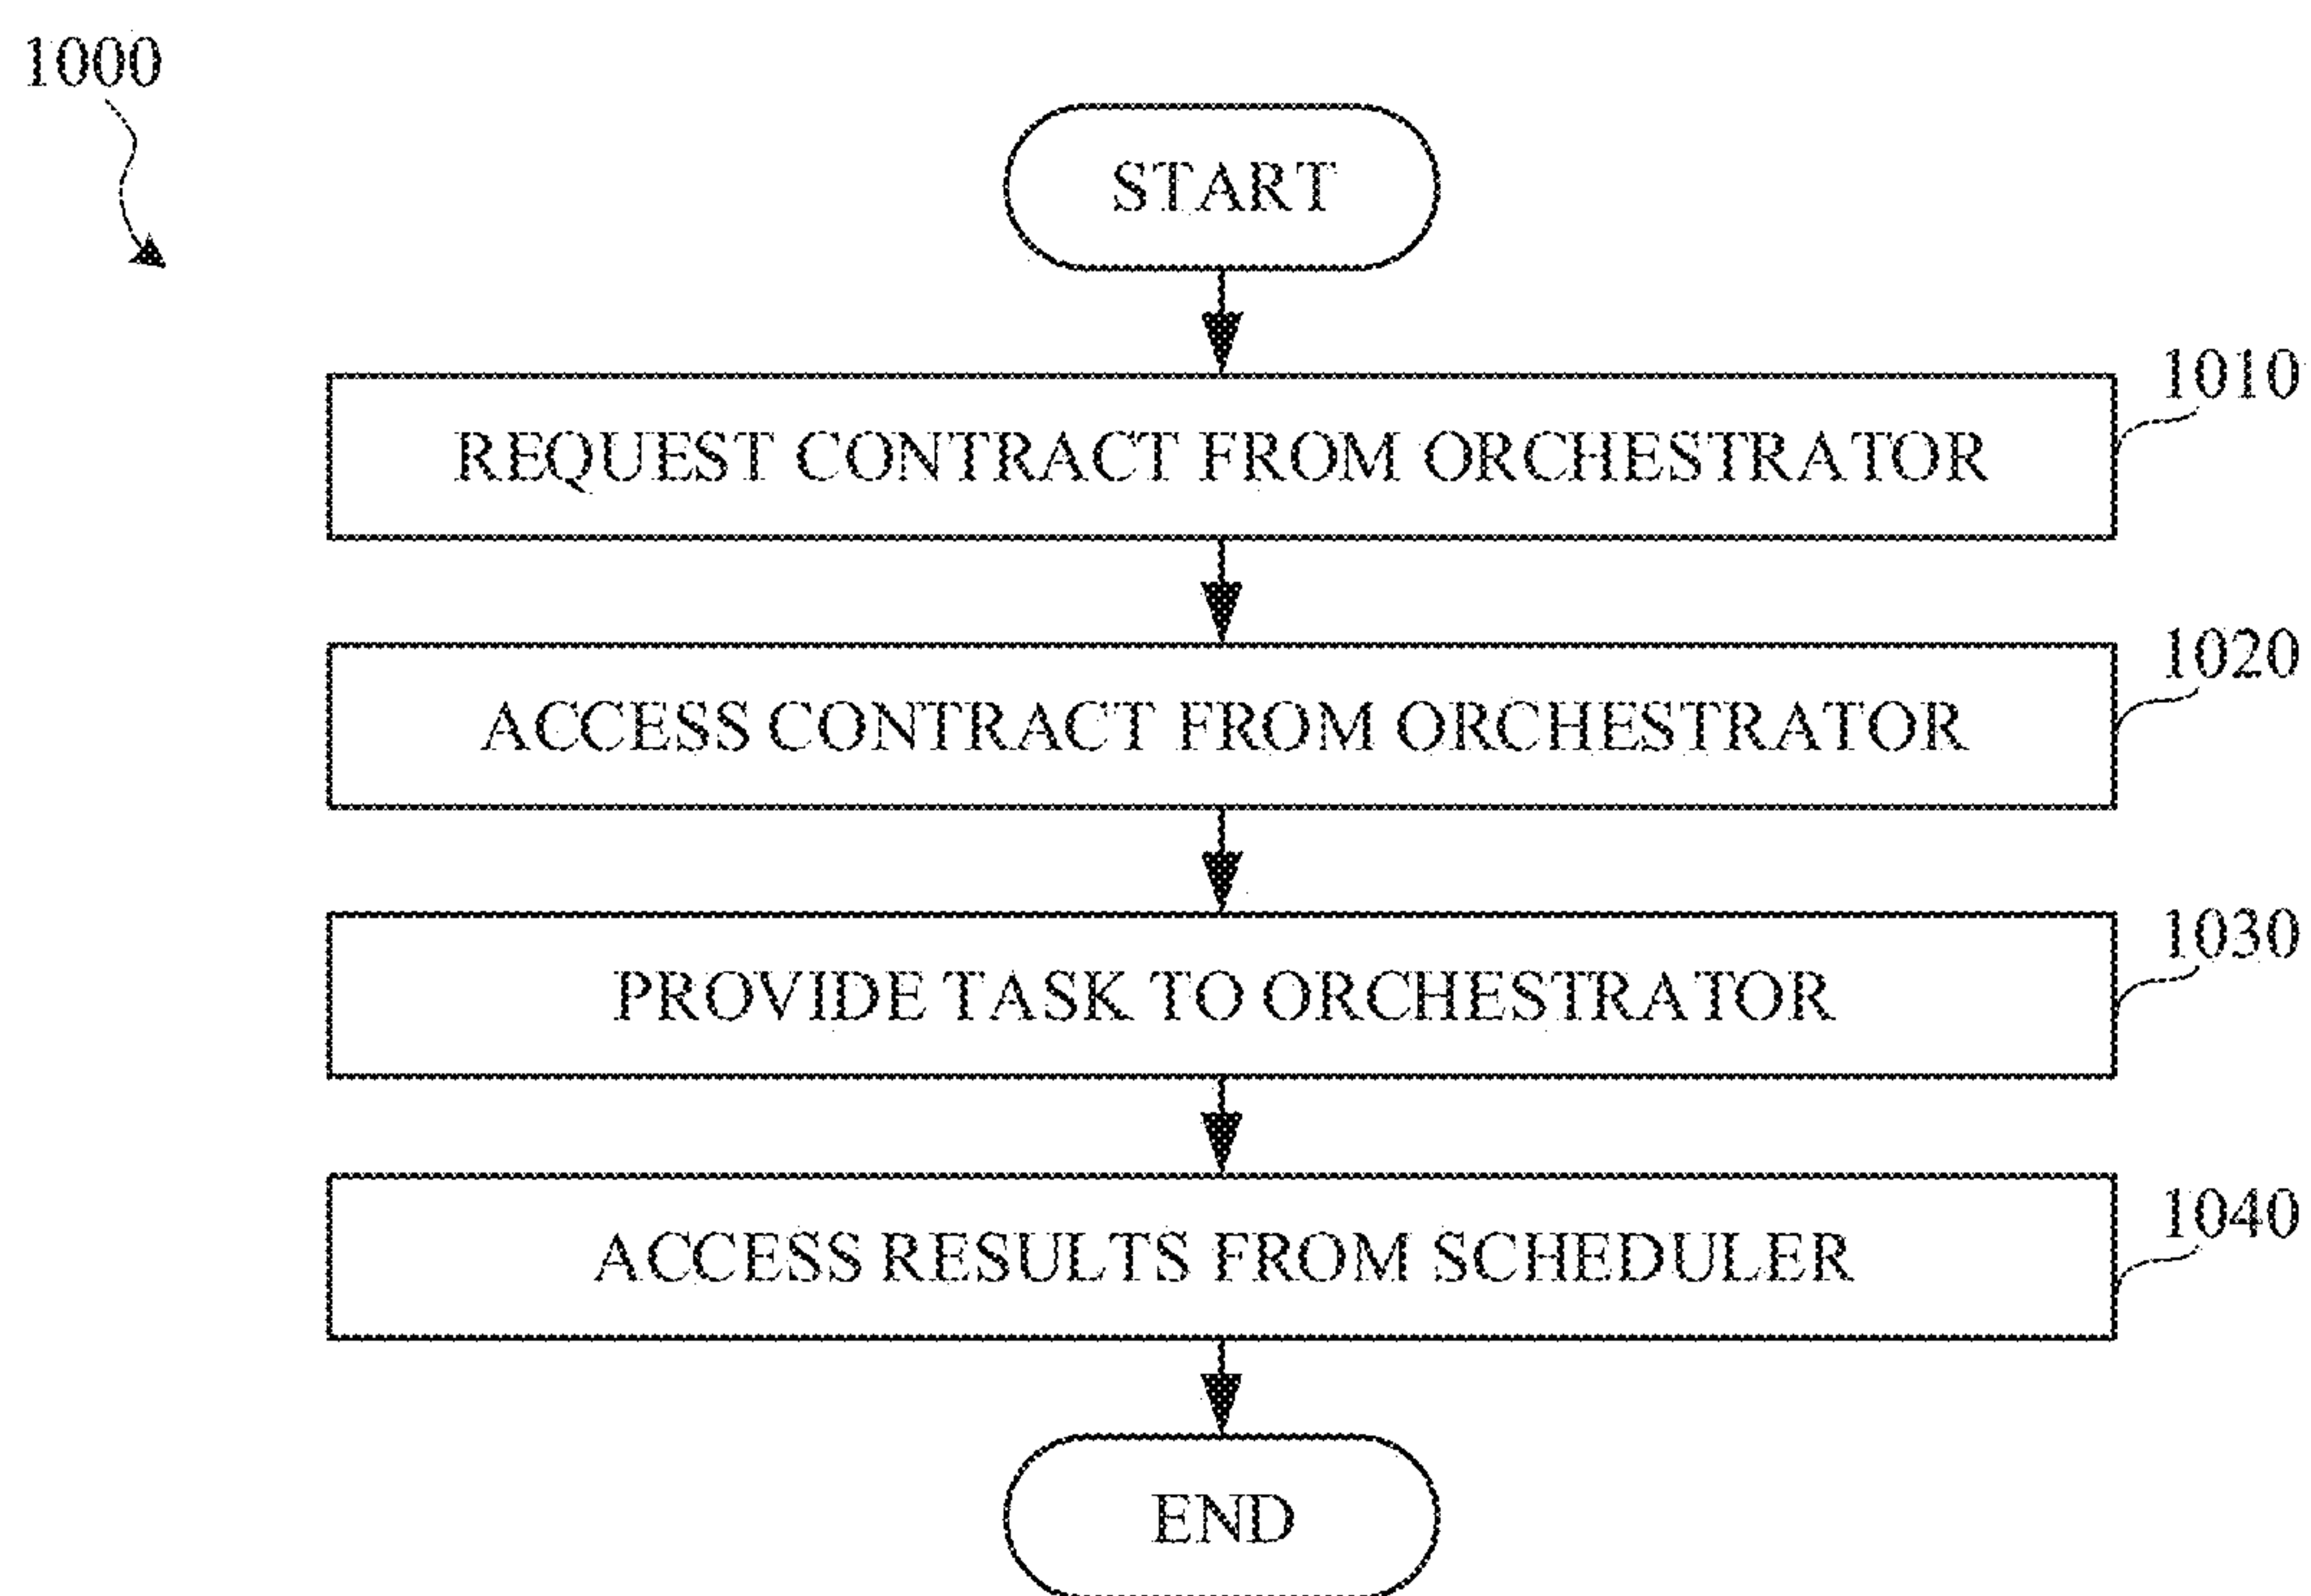 1000
START
1010
REQUEST CONTRACT FROM ORCHESTRATOR
1020
ACCESS CONTRACT FROM ORCHESTRATOR
1030
PROVIDE TASK TO ORCHESTRATOR
1040
ACCESS RESULTS FROM SCHEDULER
END